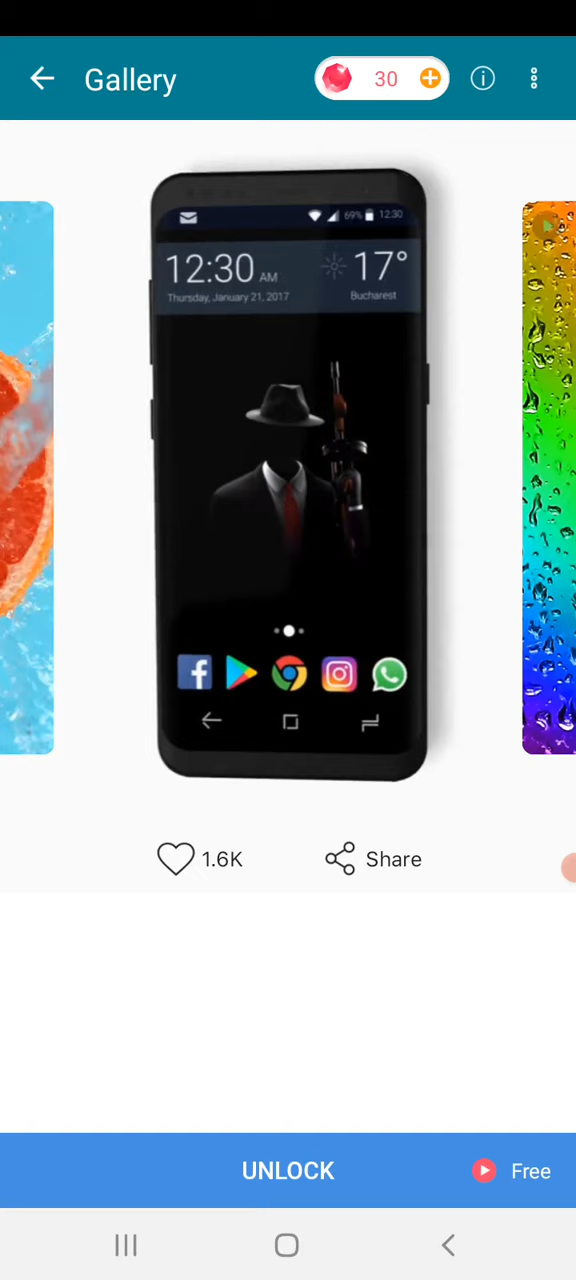 Gallery
30
69% 12:30
12:30 AM
17°
Thursday, January 21, 2017
Bucharest
1.6K
Share
UNLOCK
Free